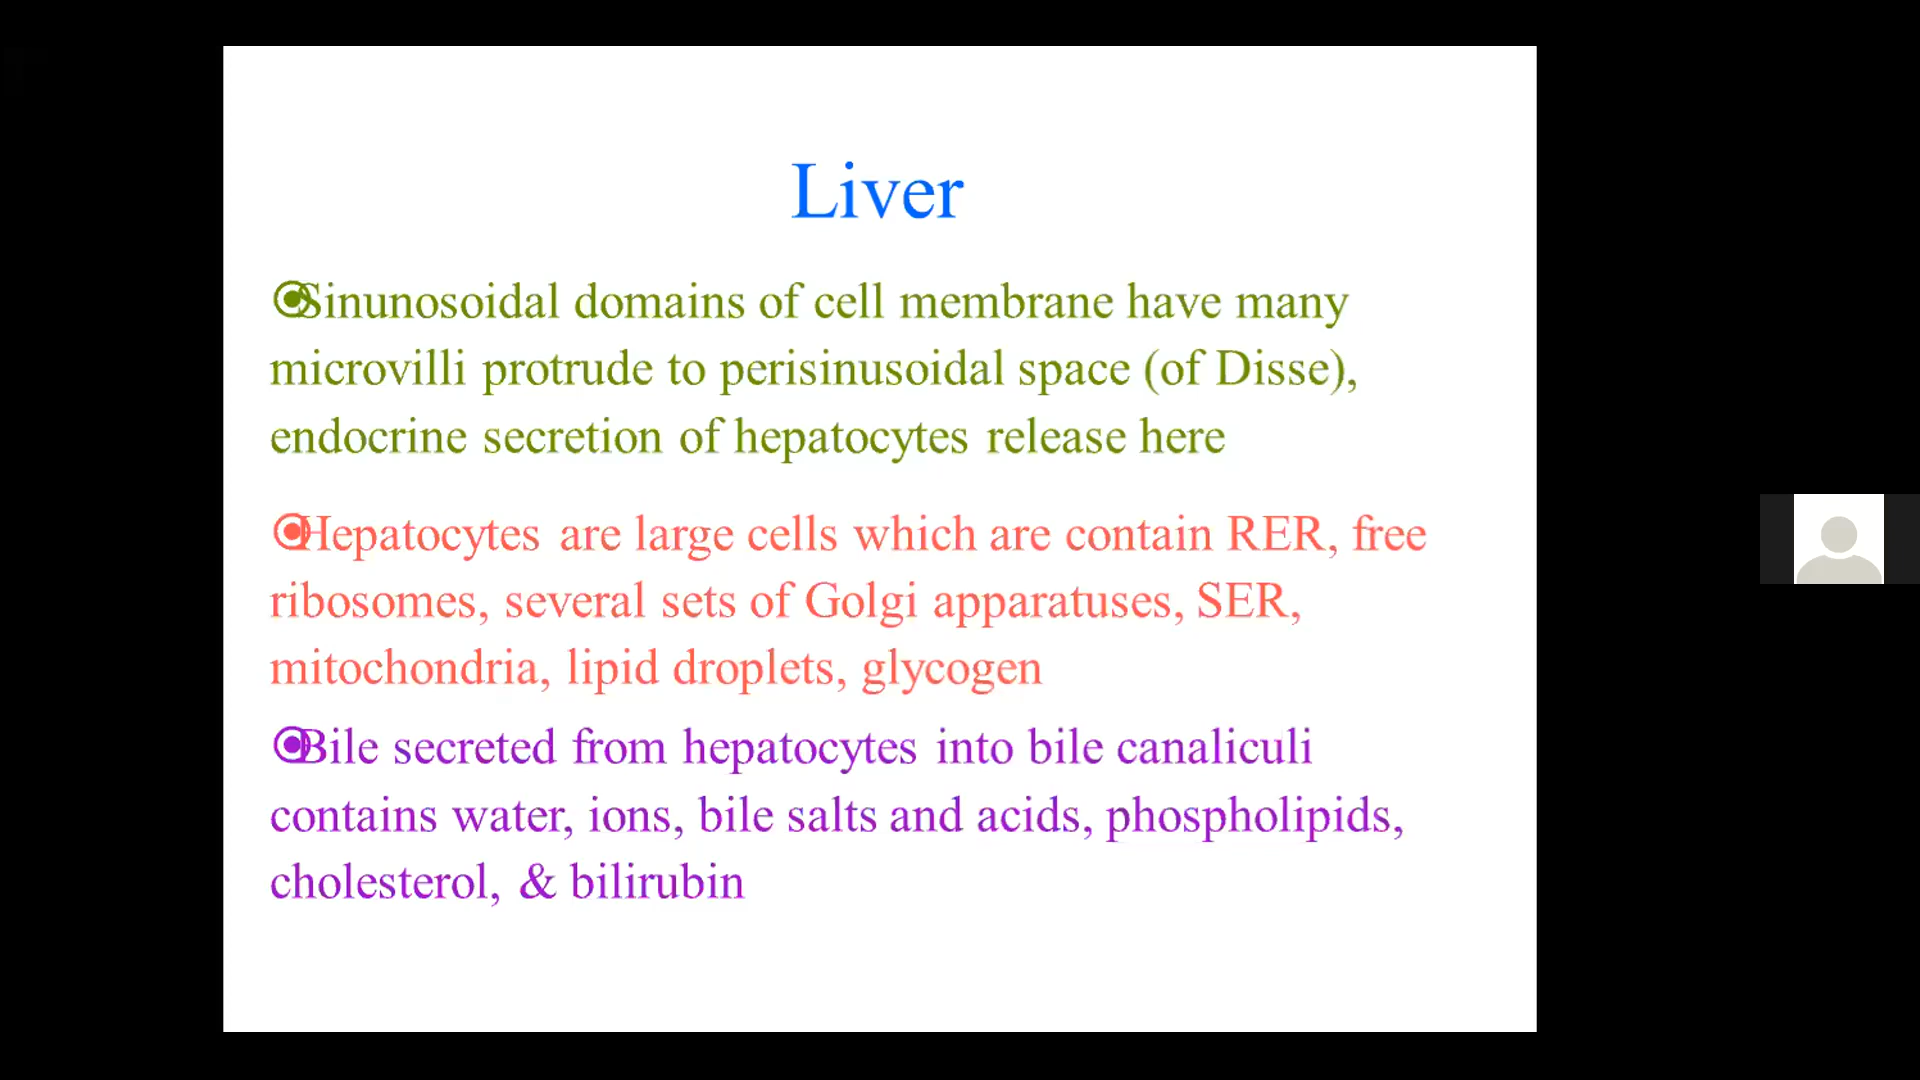 Liver
Sinunosoidal domains of cell membrane have many
microvilli protrude to perisinusoidal space (of Disse),
endocrine secretion of hepatocytes release here
Hepatocytes are large cells which are contain RER, free
ribosomes, several sets of Golgi apparatuses, SER,
mitochondria, lipid droplets, glycogen
Bile secreted from hepatocytes into bile canaliculi
contains water, ions, bile salts and acids, phospholipids,
cholesterol, & bilirubin